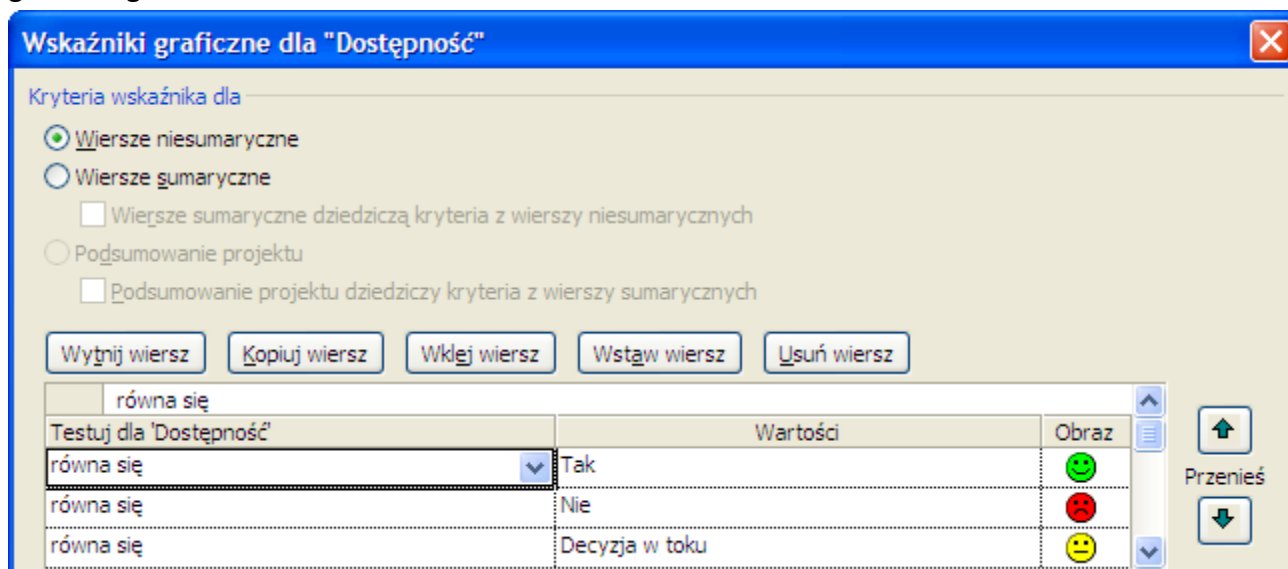 Wskaźniki graficzne dla "Dostępność"
Kryteria wskaźnika dla
Wiersze niesumaryczne
Wiersze sumaryczne
Wiersze sumaryczne dziedziczą kryteria z wierszy niesumarycznych
Podsumowanie projektu
Podsumowanie projektu dziedziczy kryteria z wierszy sumarycznych
Wytnij wiersz Kopiuj wiersz Wklej wiersz Wstaw wiersz Usuń wiersz
równa się
Testuj dla 'Dostępność' Wartości Obraz
równa się Tak
Przenieś
równa się Nie
równa się Decyzja w toku